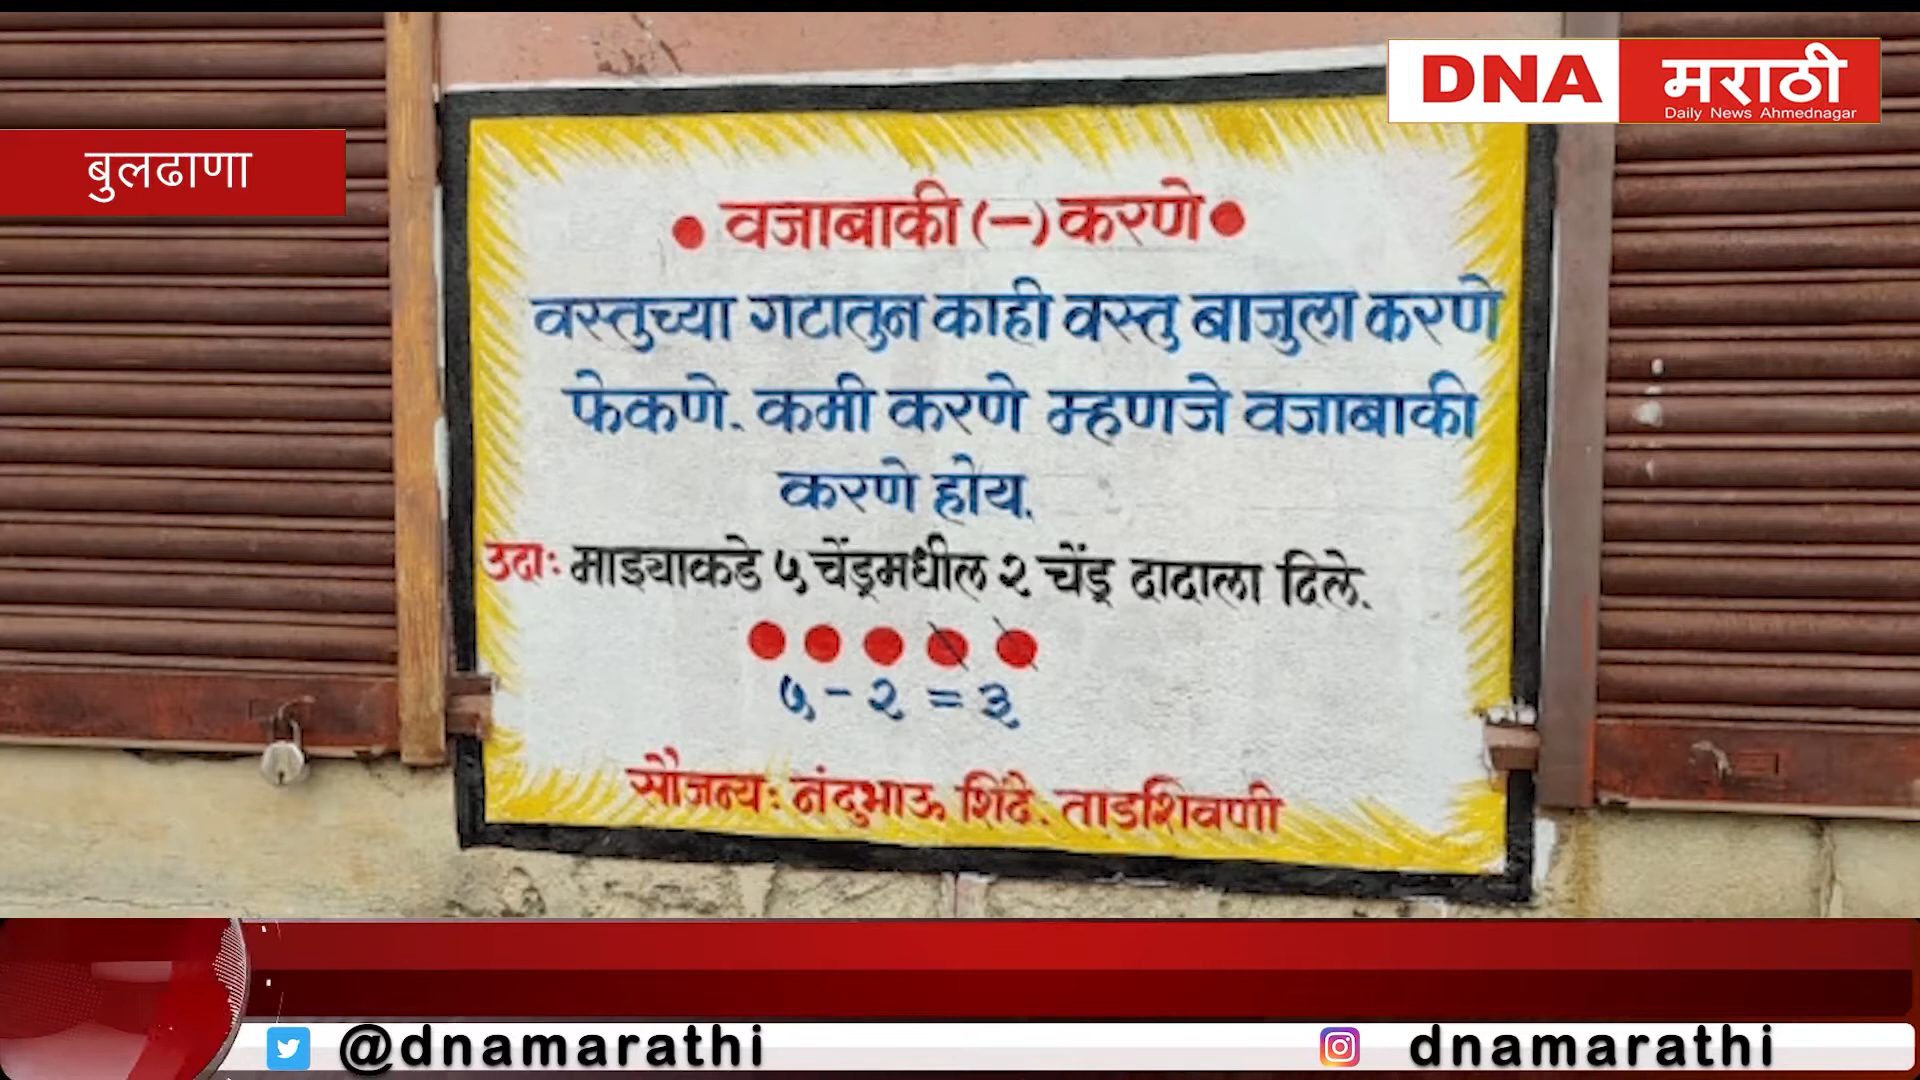 DNA मराठी
Daily News Ahmednagar
बुलढाणा
• वजाबाकी (–) करणे •
वस्तुच्या गटातुन काही वस्तु बाजुला करणे
फेकणे. कमी करणे म्हणजे वजाबाकी
करणे होय.
उदाः माझ्याकडे ५ चेंडूमधील २ चेंडू दादाला दिले.
५ - २ = ३
सौजन्यः नंदुभाऊ शिंदे. ताडशिवणी
@dnamarathi
dnamarathi